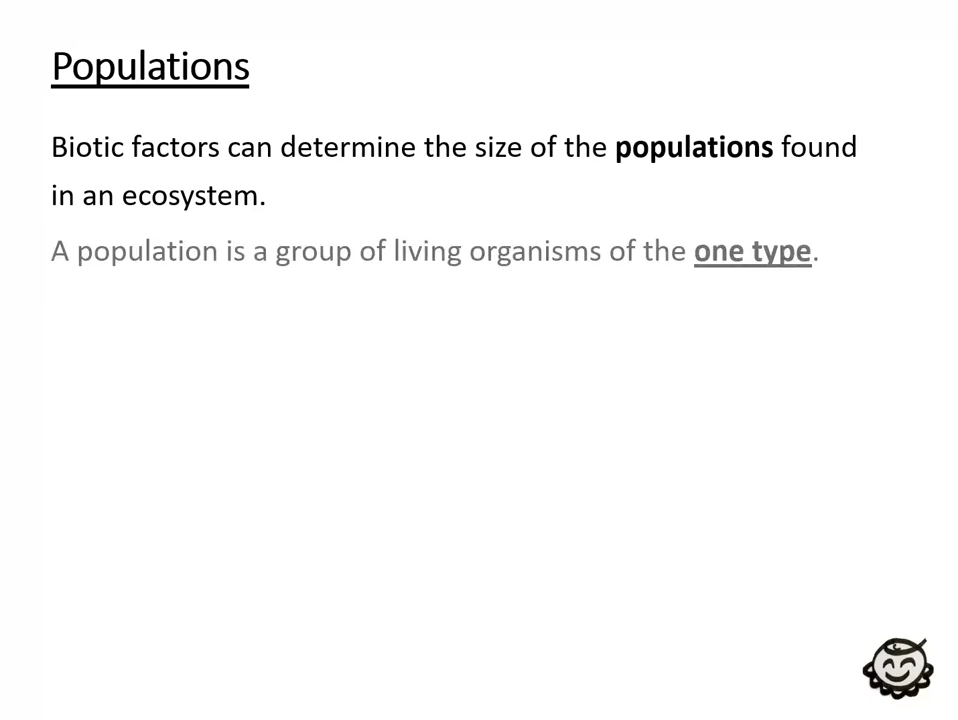 Populations
Biotic factors can determine the size of the populations found
in an ecosystem.
A population is a group of living organisms of the one type.